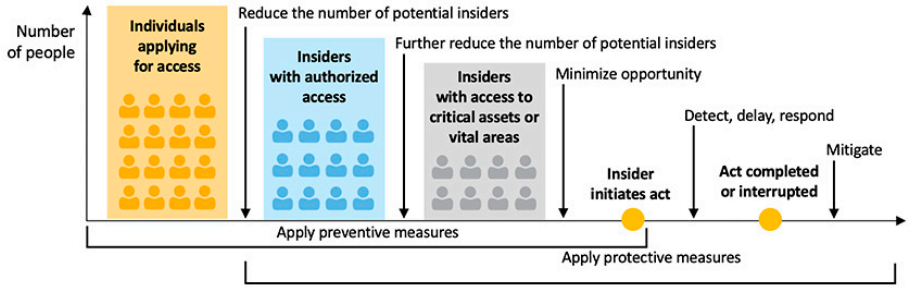 Number of
people
Individuals
applying
for access
Reduce the number of potential insiders
Insiders
with authorized
access
Further reduce the number of potential insiders
Insiders
with access to
critical assets or
vital areas
Minimize opportunity
Insider
initiates act
Detect, delay, respond
Act completed
or interrupted
Mitigate
Apply preventive measures
Apply protective measures